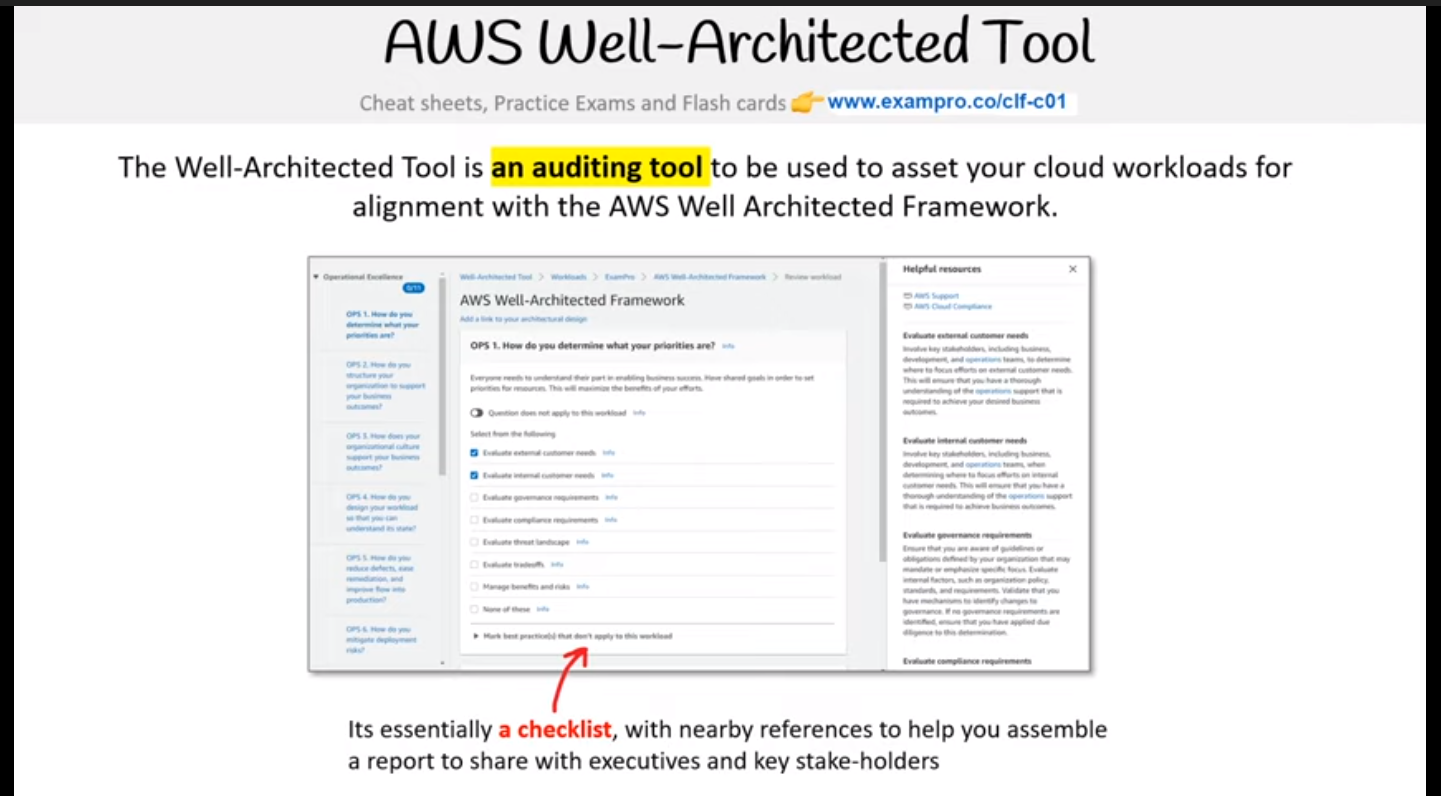 AWS Well-Architected Tool
Cheat sheets, Practice Exams and Flash cards 👉 www.exampro.co/clf-c01
The Well-Architected Tool is an auditing tool to be used to asset your cloud workloads for
alignment with the AWS Well Architected Framework.
Operational Excellence
0/11
OPS 1. How do you
determine what your
priorities are?
OPS 2. How do you
structure your
organization to support
your business
outcomes?
OPS 3. How does your
organizational culture
support your business
outcomes?
OPS 4. How do you
design your workload
so that you can
understand its state?
OPS 5. How do you
reduce defects, ease
remediation, and
improve flow into
production?
OPS 6. How do you
mitigate deployment
risks?
Well-Architected Tool > Workloads > ExamPro > AWS Well-Architected Framework > Review workload
AWS Well-Architected Framework
Add a link to your architectural design
OPS 1. How do you determine what your priorities are? Info
Everyone needs to understand their part in enabling business success. Have shared goals in order to set
priorities for resources. This will maximize the benefits of your efforts.
Question does not apply to this workload Info
Select from the following
Evaluate external customer needs Info
Evaluate internal customer needs Info
Evaluate governance requirements Info
Evaluate compliance requirements Info
Evaluate threat landscape Info
Evaluate tradeoffs Info
Manage benefits and risks Info
None of these Info
Mark best practice(s) that don't apply to this workload
Helpful resources
AWS Support
AWS Cloud Compliance
Evaluate external customer needs
Involve key stakeholders, including business,
development, and operations teams, to determine
where to focus efforts on external customer needs.
This will ensure that you have a thorough
understanding of the operations support that is
required to achieve your desired business
outcomes.
Evaluate internal customer needs
Involve key stakeholders, including business,
development, and operations teams, when
determining where to focus efforts on internal
customer needs. This will ensure that you have a
thorough understanding of the operations support
that is required to achieve business outcomes.
Evaluate governance requirements
Ensure that you are aware of guidelines or
obligations defined by your organization that may
mandate or emphasize specific focus. Evaluate
internal factors, such as organization policy,
standards, and requirements. Validate that you
have mechanisms to identify changes to
governance. If no governance requirements are
identified, ensure that you have applied due
diligence to this determination.
Evaluate compliance requirements
Its essentially a checklist, with nearby references to help you assemble
a report to share with executives and key stake-holders